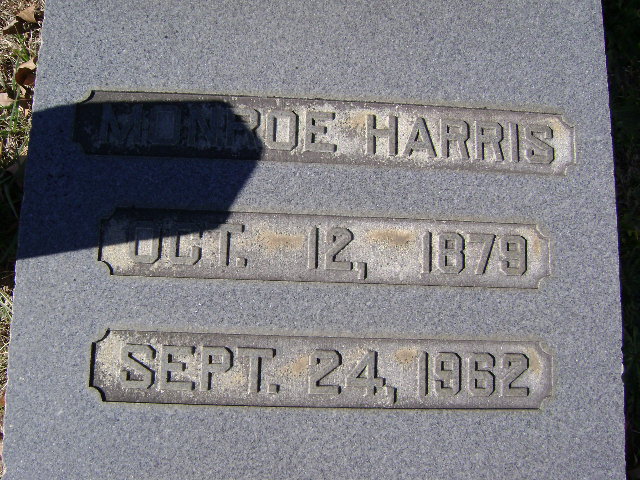 MONROE HARRIS
OCT. 12, 1879
SEPT. 24, 1962